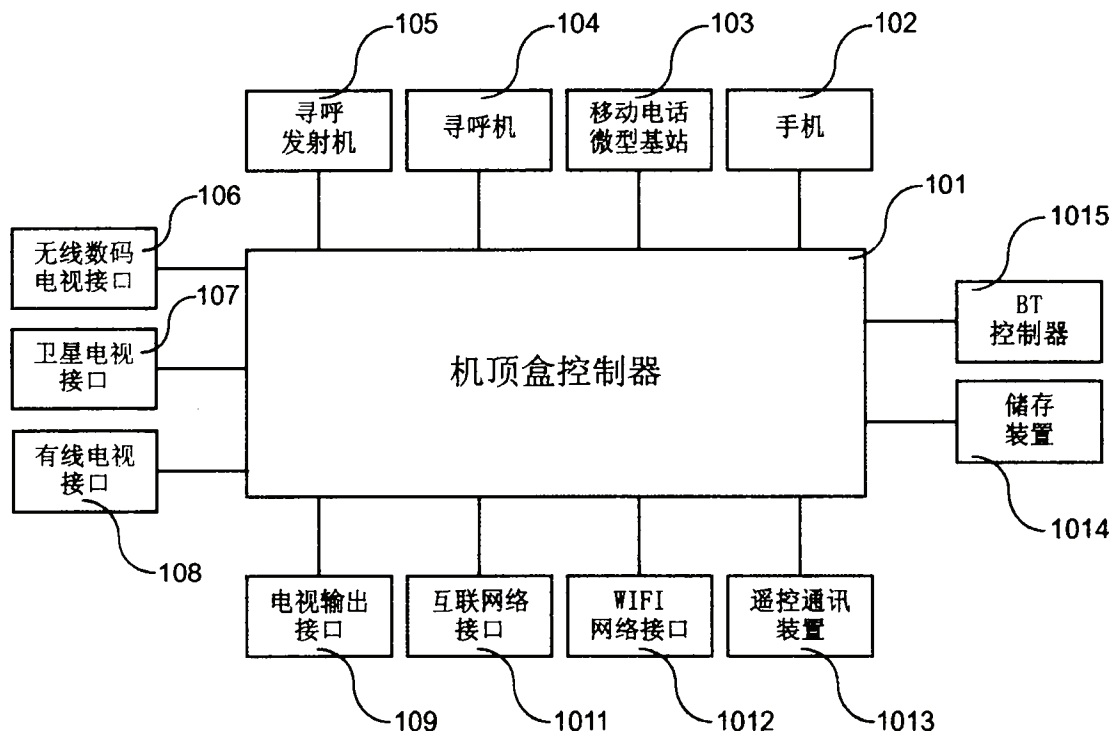 105
104
103
102
寻呼
发射机
寻呼机
移动电话
微型基站
手机
101
106
1015
无线数码
电视接口
107
BT
控制器
卫星电视
接口
机顶盒控制器
储存
装置
有线电视
接口
1014
108
电视输出
接口
互联网络
接口
WIFI
网络接口
遥控通讯
装置
109
1011
1012
1013